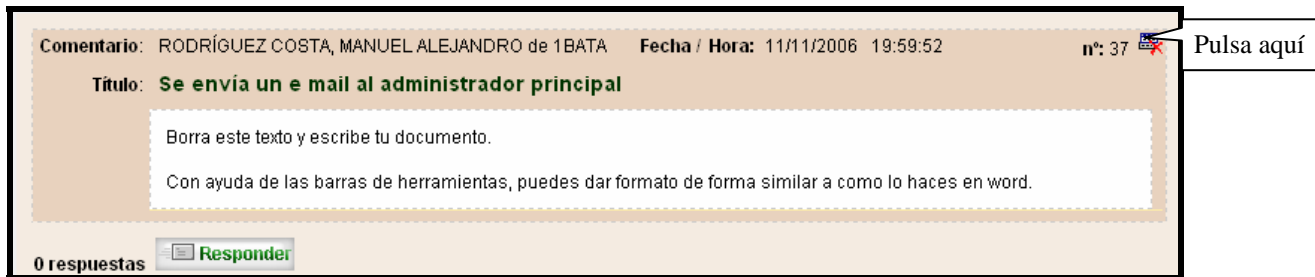 Comentario: RODRÍGUEZ COSTA, MANUEL ALEJANDRO de 1BATA Fecha / Hora: 11/11/2006 19:59:52 nº: 37
Pulsa aquí
Título: Se envía un e mail al administrador principal
Borra este texto y escribe tu documento.
Con ayuda de las barras de herramientas, puedes dar formato de forma similar a como lo haces en word.
0 respuestas Responder